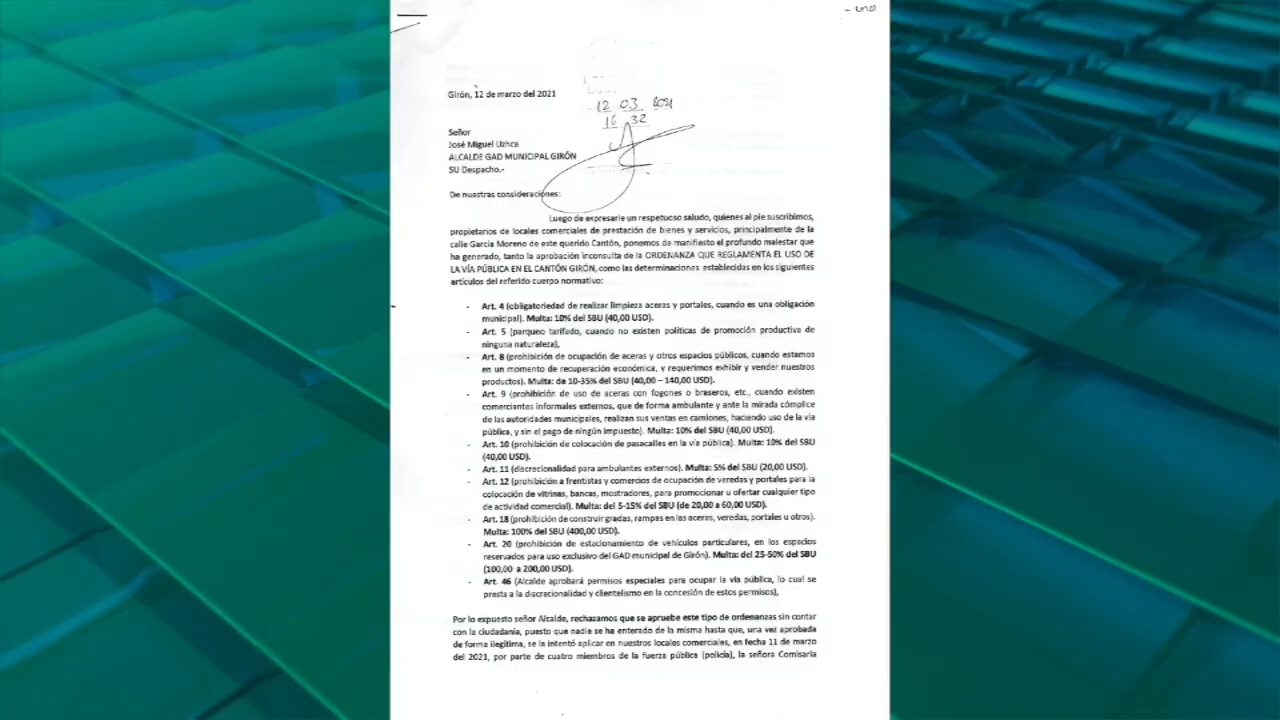 Girón, 12 de marzo del 2021
12 03 2021
16 32
Señor
José Miguel Uzhca
ALCALDE GAD MUNICIPAL GIRÓN
SU Despacho.-
De nuestras consideraciones:
Luego de expresarle un respetuoso saludo, quienes al pie suscribimos,
propietarios de locales comerciales de prestación de bienes y servicios, principalmente de la
calle García Moreno de este querido Cantón, ponemos de manifiesto el profundo malestar que
ha generado, tanto la aprobación inconsulta de la ORDENANZA QUE REGLAMENTA EL USO DE
LA VÍA PÚBLICA EN EL CANTÓN GIRÓN, como las determinaciones establecidas en los siguientes
artículos del referido cuerpo normativo:
- Art. 4 (obligatoriedad de realizar limpieza aceras y portales, cuando es una obligación
municipal). Multa: 10% del SBU (40,00 USD).
- Art. 5 (parqueo tarifado, cuando no existen políticas de promoción productiva de
ninguna naturaleza),
- Art. 8 (prohibición de ocupación de aceras y otros espacios públicos, cuando estamos
en un momento de recuperación económica, y requerimos exhibir y vender nuestros
productos). Multa: de 10-35% del SBU (40,00 – 140,00 USD).
- Art. 9 (prohibición de uso de aceras con fogones o braseros, etc., cuando existen
comerciantes informales externos, que de forma ambulante y ante la mirada cómplice
de las autoridades municipales, realizan sus ventas en camiones, haciendo uso de la vía
pública, y sin el pago de ningún impuesto). Multa: 10% del SBU (40,00 USD).
- Art. 10 (prohibición de colocación de pasacalles en la vía pública). Multa: 10% del SBU
(40,00 USD).
- Art. 11 (discrecionalidad para ambulantes externos). Multa: 5% del SBU (20,00 USD).
- Art. 12 (prohibición a frentistas y comercios de ocupación de veredas y portales para la
colocación de vitrinas, bancas, mostradores, para promocionar u ofertar cualquier tipo
de actividad comercial). Multa: del 5-15% del SBU (de 20,00 a 60,00 USD).
- Art. 18 (prohibición de construir gradas, rampas en las aceras, veredas, portales u otros).
Multa: 100% del SBU (400,00 USD).
- Art. 20 (prohibición de estacionamiento de vehículos particulares, en los espacios
reservados para uso exclusivo del GAD municipal de Girón). Multa: del 25-50% del SBU
(100,00 a 200,00 USD).
- Art. 46 (Alcalde aprobará permisos especiales para ocupar la vía pública, lo cual se
presta a la discrecionalidad y clientelismo en la concesión de estos permisos),
Por lo expuesto señor Alcalde, rechazamos que se apruebe este tipo de ordenanzas sin contar
con la ciudadanía, puesto que nadie se ha enterado de la misma hasta que, una vez aprobada
de forma ilegítima, se la intentó aplicar en nuestros locales comerciales, en fecha 11 de marzo
del 2021, por parte de cuatro miembros de la fuerza pública (policía), la señora Comisaria